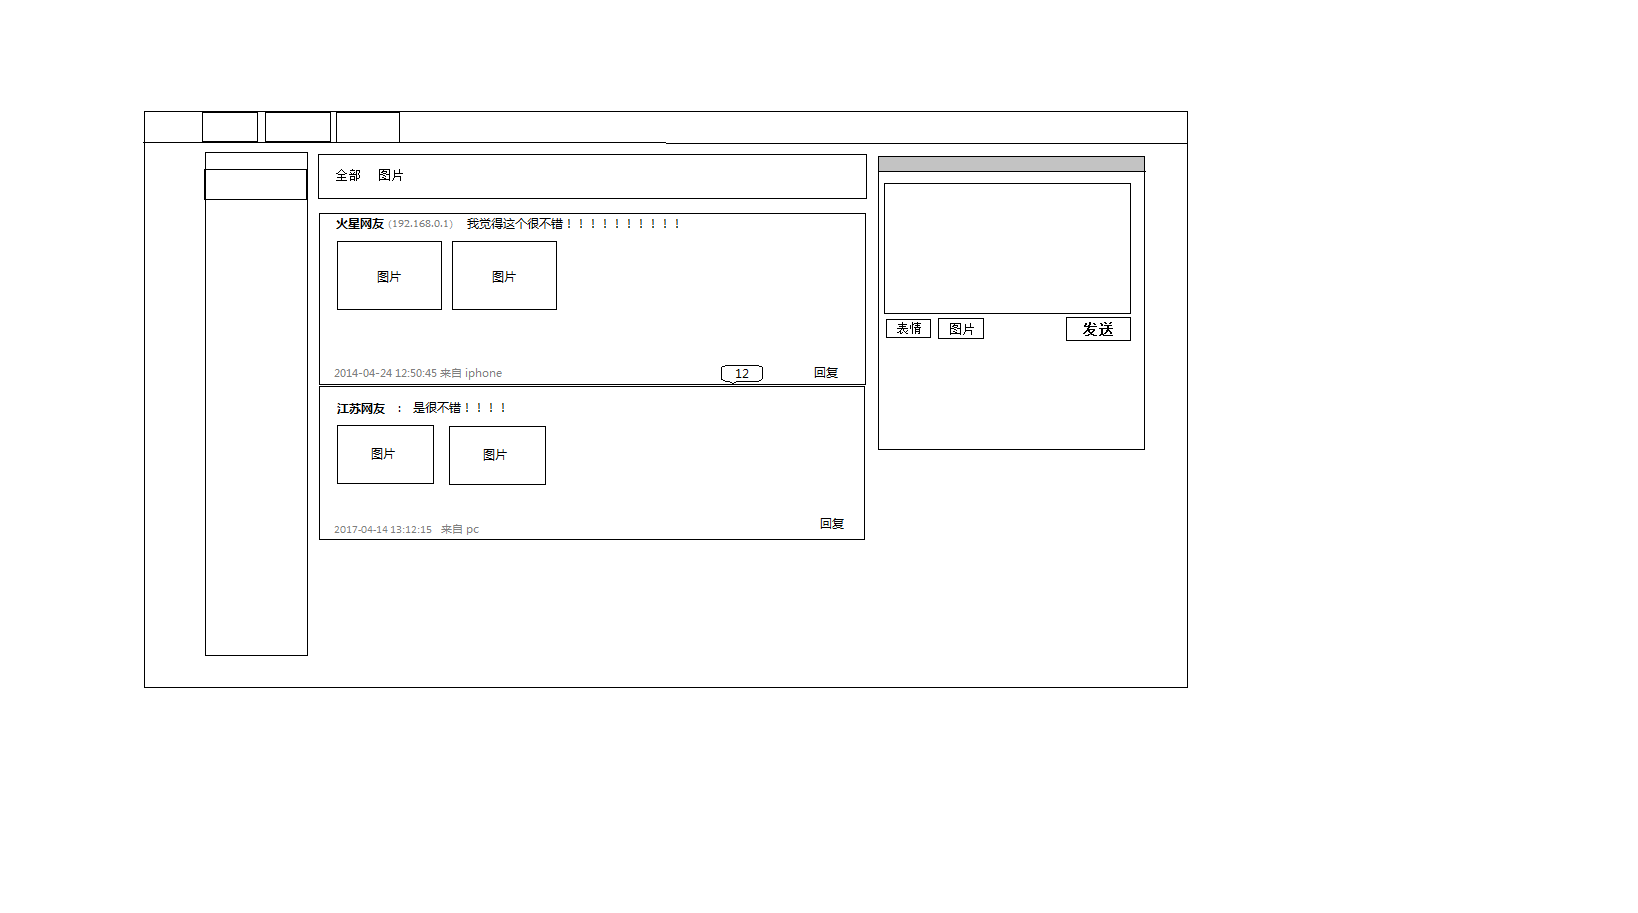 全部 图片
火星网友 (192.168.0.1) 我觉得这个很不错！！！！！！！！！！
图片 图片
2014-04-24 12:50:45 来自 iphone 12 回复
江苏网友 ： 是很不错！！！！
图片 图片
2017-04-14 13:12:15 来自 pc 回复
表情 图片 发送